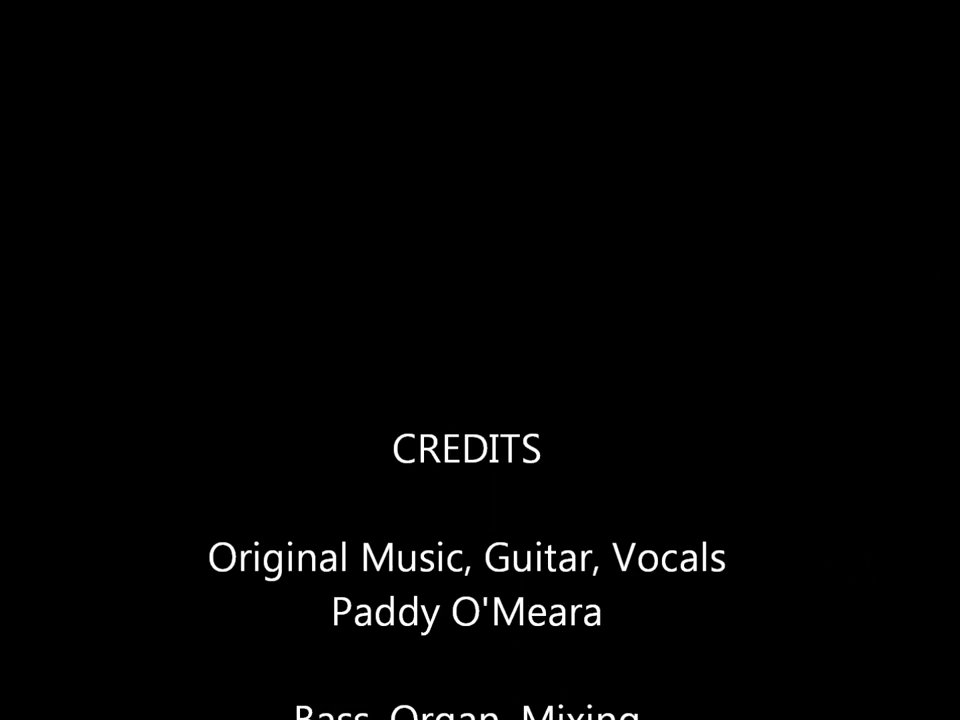 CREDITS
Original Music, Guitar, Vocals
Paddy O'Meara
Bass, Organ, Mixing